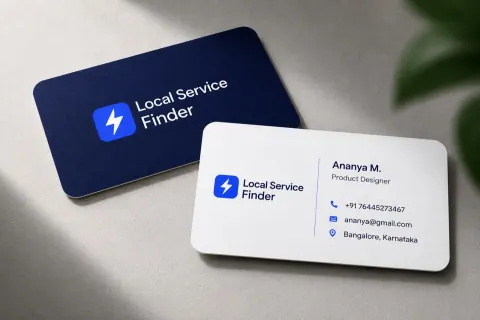 Local Service
Finder
Local Service
Finder
Ananya M.
Product Designer
+91 76445273467
ananya@gmail.com
Bangalore, Karnataka